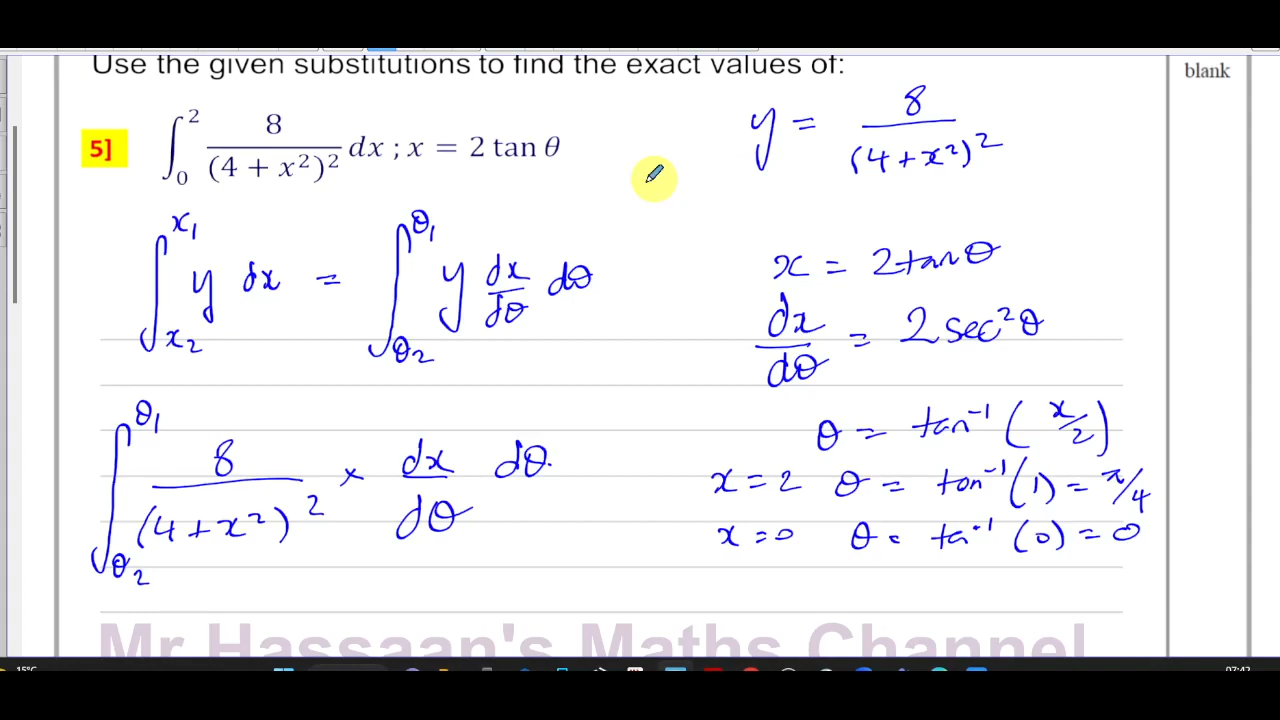 Use the given substitutions to find the exact values of:
blank
5] ∫₀² 8/(4 + x²)² dx ; x = 2 tan θ
y = 8/(4+x²)²
∫_{x₂}^{x₁} y dx = ∫_{θ₂}^{θ₁} y dx/dθ dθ
x = 2tanθ
dx/dθ = 2sec²θ
∫_{θ₂}^{θ₁} 8/(4+x²)² × dx/dθ dθ.
θ = tan⁻¹(x/2)
x = 2 θ = tan⁻¹(1) = π/4
x = 0 θ = tan⁻¹(0) = 0
Mr Hassaan's Maths Channel
15°C
07:42